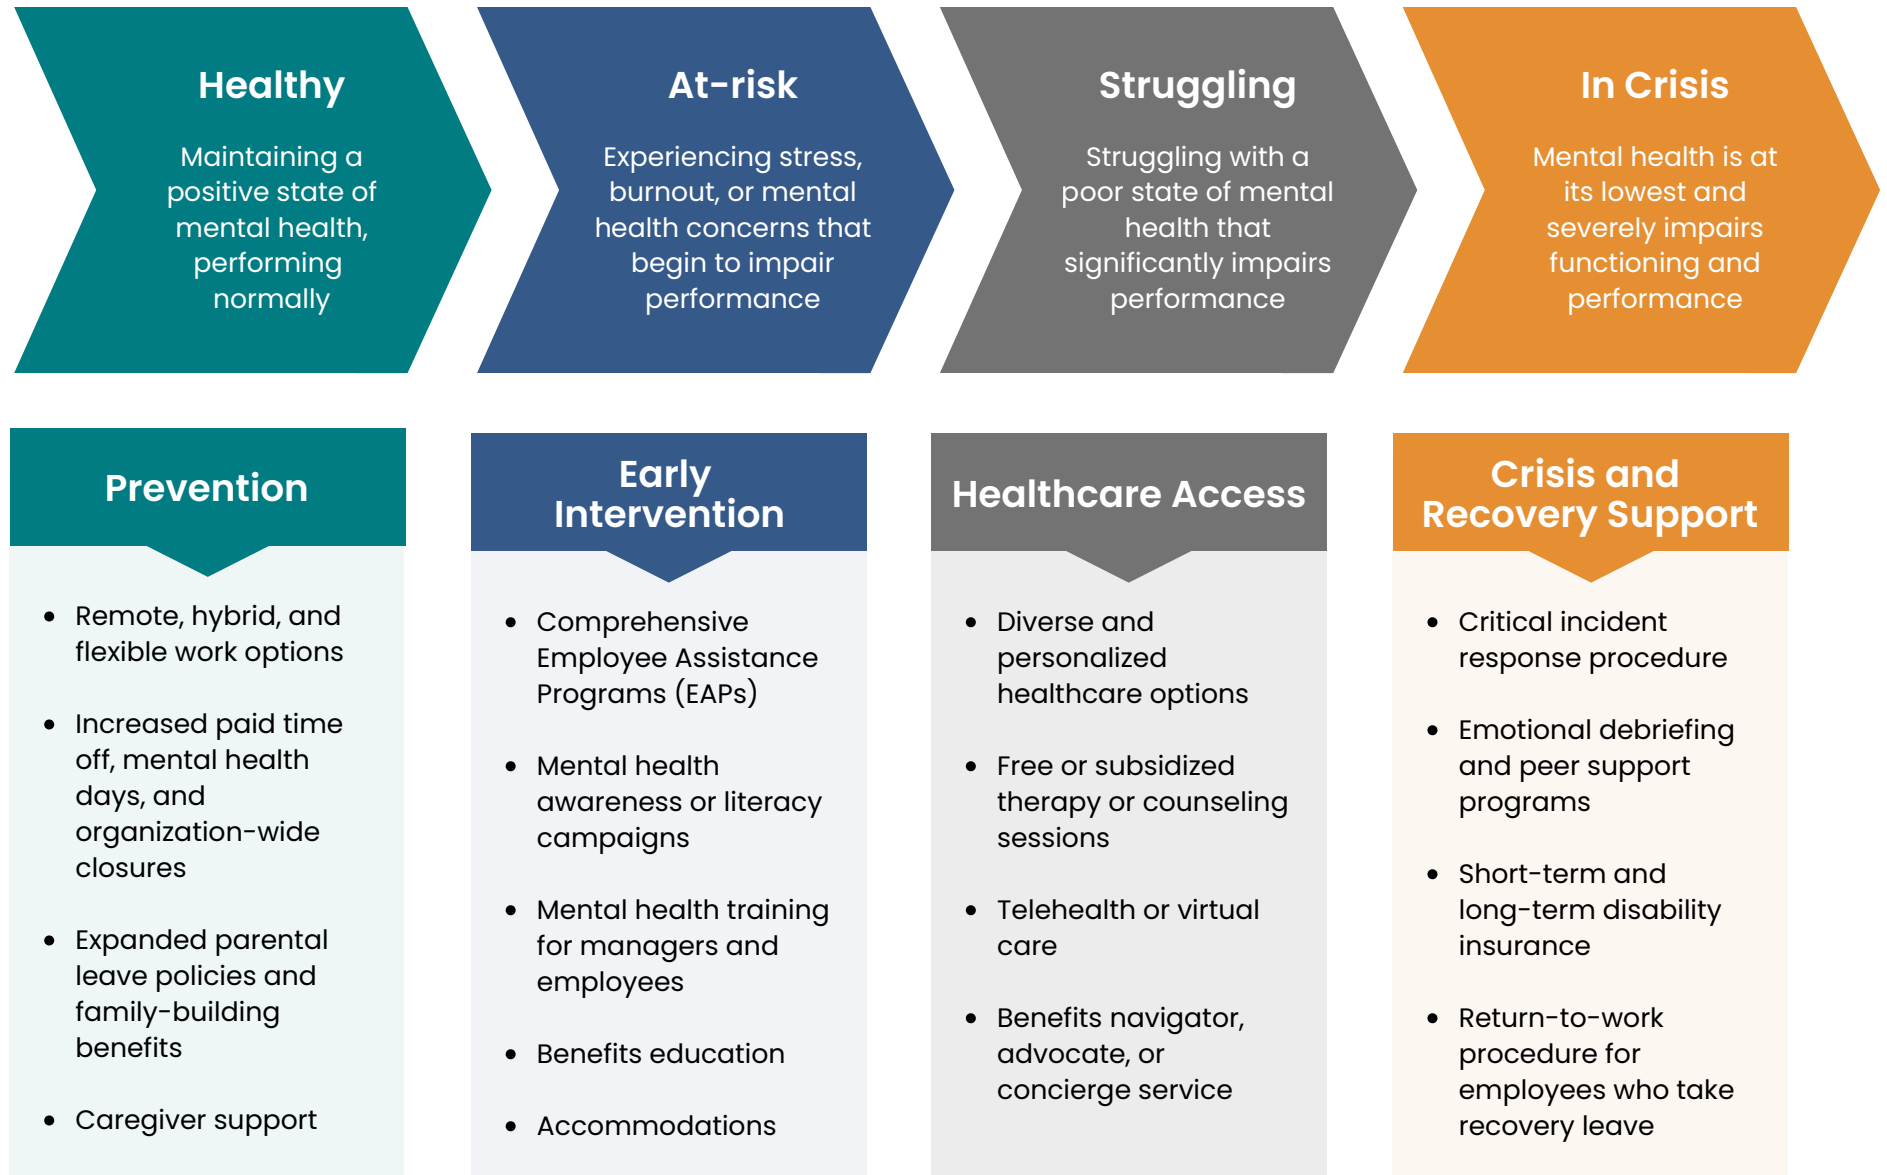 Healthy
Maintaining a
positive state of
mental health,
performing
normally
At-risk
Experiencing stress,
burnout, or mental
health concerns that
begin to impair
performance
Struggling
Struggling with a
poor state of mental
health that
significantly impairs
performance
In Crisis
Mental health is at
its lowest and
severely impairs
functioning and
performance
Prevention
• Remote, hybrid, and
flexible work options
• Increased paid time
off, mental health
days, and
organization-wide
closures
• Expanded parental
leave policies and
family-building
benefits
• Caregiver support
Early
Intervention
• Comprehensive
Employee Assistance
Programs (EAPs)
• Mental health
awareness or literacy
campaigns
• Mental health training
for managers and
employees
• Benefits education
• Accommodations
Healthcare Access
• Diverse and
personalized
healthcare options
• Free or subsidized
therapy or counseling
sessions
• Telehealth or virtual
care
• Benefits navigator,
advocate, or
concierge service
Crisis and
Recovery Support
• Critical incident
response procedure
• Emotional debriefing
and peer support
programs
• Short-term and
long-term disability
insurance
• Return-to-work
procedure for
employees who take
recovery leave